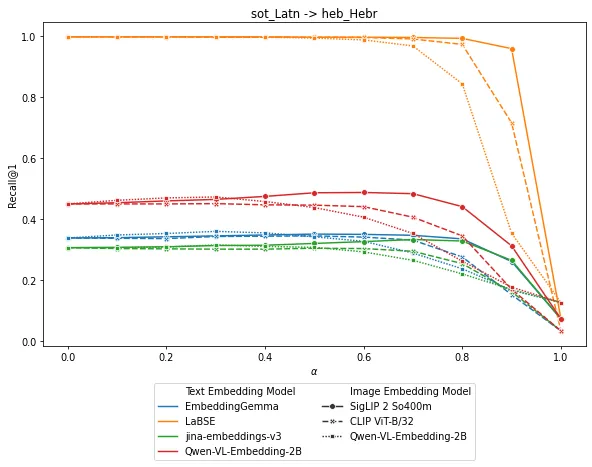 sot_Latn -> heb_Hebr
1.0
0.8
0.6
0.4
0.2
0.0
Recall@1
0.0 0.2 0.4 0.6 0.8 1.0
α
Text Embedding Model Image Embedding Model
EmbeddingGemma SigLIP 2 So400m
LaBSE CLIP ViT-B/32
jina-embeddings-v3 Qwen-VL-Embedding-2B
Qwen-VL-Embedding-2B